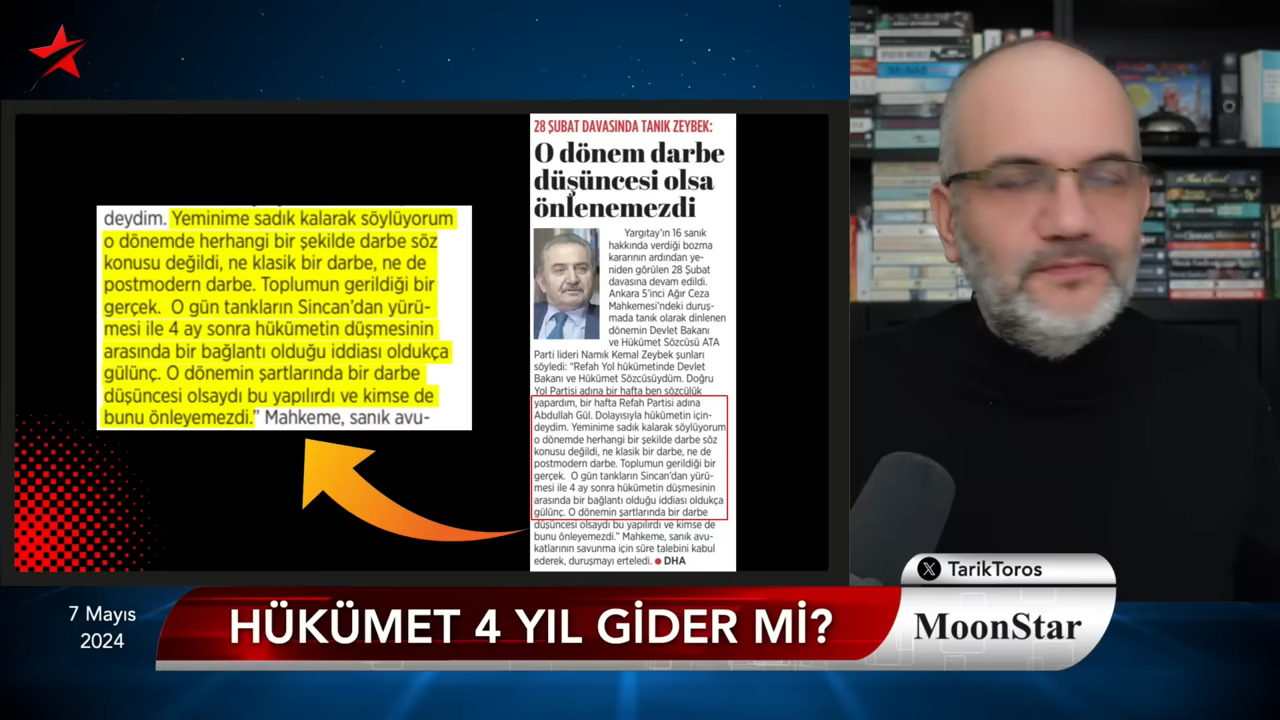 deydim. Yeminime sadık kalarak söylüyorum
o dönemde herhangi bir şekilde darbe söz
konusu değildi, ne klasik bir darbe, ne de
postmodern darbe. Toplumun gerildiği bir
gerçek. O gün tankların Sincan’dan yürü-
mesi ile 4 ay sonra hükümetin düşmesinin
arasında bir bağlantı olduğu iddiası oldukça
gülünç. O dönemin şartlarında bir darbe
düşüncesi olsaydı bu yapılırdı ve kimse de
bunu önleyemezdi.” Mahkeme, sanık avu-
28 ŞUBAT DAVASINDA TANIK ZEYBEK:
O dönem darbe
düşüncesi olsa
önlenemezdi
Yargıtay’ın 16 sanık
hakkında verdiği bozma
kararının ardından ye-
niden görülen 28 Şubat
davasına devam edildi.
Ankara 5’inci Ağır Ceza
Mahkemesi’ndeki duruş-
mada tanık olarak dinlenen
dönemin Devlet Bakanı
ve Hükümet Sözcüsü ATA
Parti lideri Namık Kemal Zeybek şunları
söyledi: “Refah Yol hükümetinde Devlet
Bakanı ve Hükümet Sözcüsüydüm. Doğru
Yol Partisi adına bir hafta ben sözcülük
yapardım, bir hafta Refah Partisi adına
Abdullah Gül. Dolayısıyla hükümetin için-
deydim. Yeminime sadık kalarak söylüyorum
o dönemde herhangi bir şekilde darbe söz
konusu değildi, ne klasik bir darbe, ne de
postmodern darbe. Toplumun gerildiği bir
gerçek. O gün tankların Sincan’dan yürü-
mesi ile 4 ay sonra hükümetin düşmesinin
arasında bir bağlantı olduğu iddiası oldukça
gülünç. O dönemin şartlarında bir darbe
düşüncesi olsaydı bu yapılırdı ve kimse de
bunu önleyemezdi.” Mahkeme, sanık avu-
katlarının savunma için süre talebini kabul
ederek, duruşmayı erteledi. ● DHA
TarikToros
MoonStar
7 Mayıs
2024
HÜKÜMET 4 YIL GİDER Mİ?